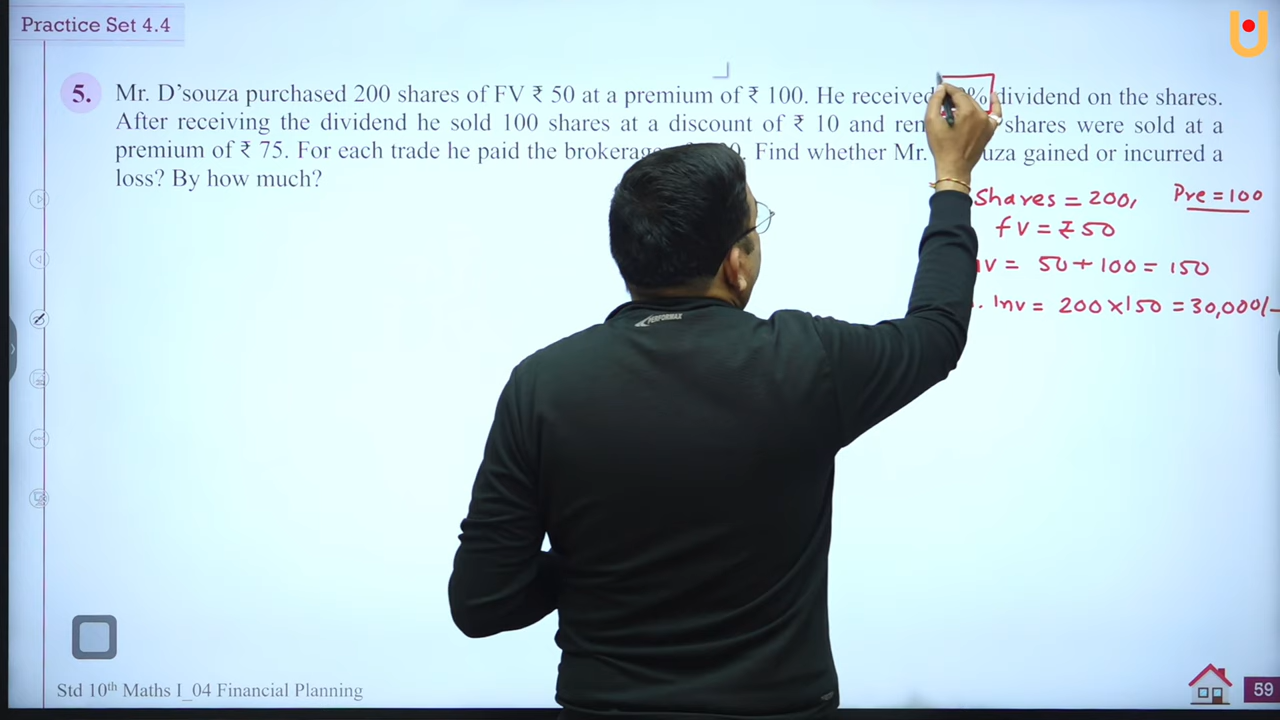 Practice Set 4.4
5. Mr. D'souza purchased 200 shares of FV ₹ 50 at a premium of ₹ 100. He received dividend on the shares.
After receiving the dividend he sold 100 shares at a discount of ₹ 10 and shares were sold at a
premium of ₹ 75. For each trade he paid the Find whether Mr. gained or incurred a
loss? By how much?
Shares = 200, Pre = 100
FV = ₹ 50
= 50 + 100 = 150
Inv = 200 × 150 = 30,000/-
PERFORMAX
Std 10th Maths I_04 Financial Planning
59